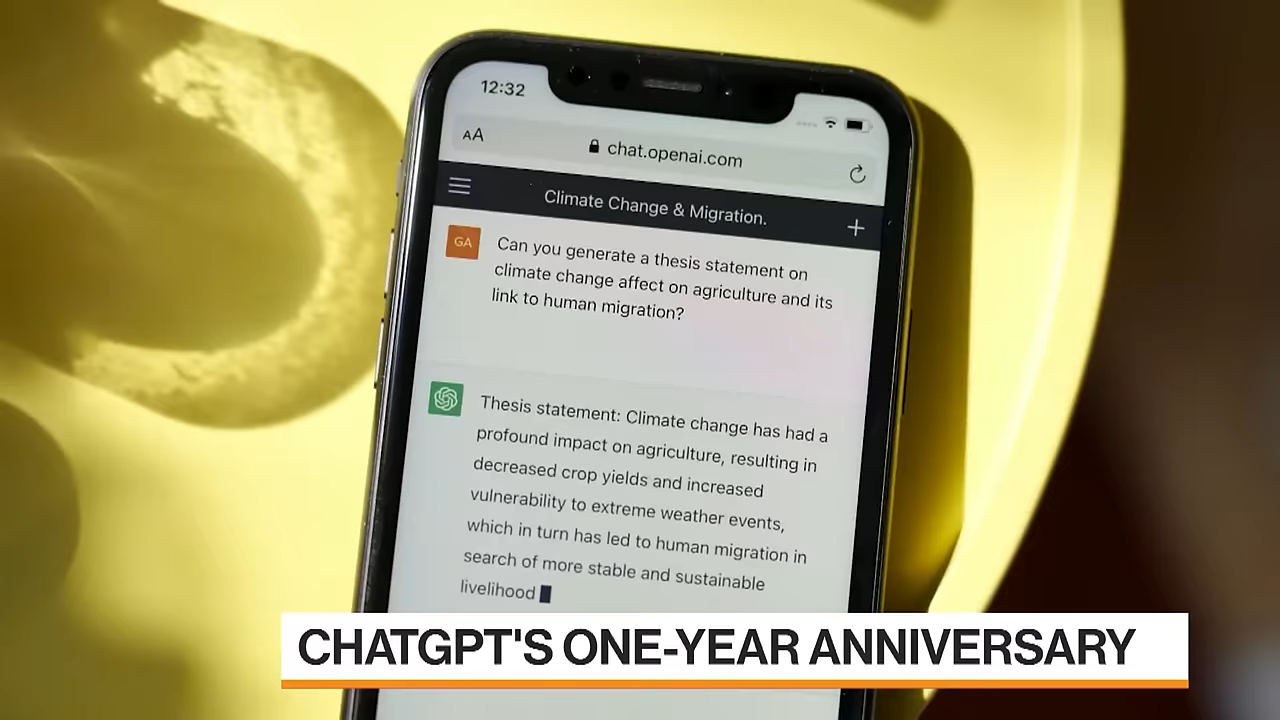 12:32
AA
chat.openai.com
Climate Change & Migration.
GA
Can you generate a thesis statement on
climate change affect on agriculture and its
link to human migration?
Thesis statement: Climate change has had a
profound impact on agriculture, resulting in
decreased crop yields and increased
vulnerability to extreme weather events,
which in turn has led to human migration in
search of more stable and sustainable
livelihood
CHATGPT'S ONE-YEAR ANNIVERSARY